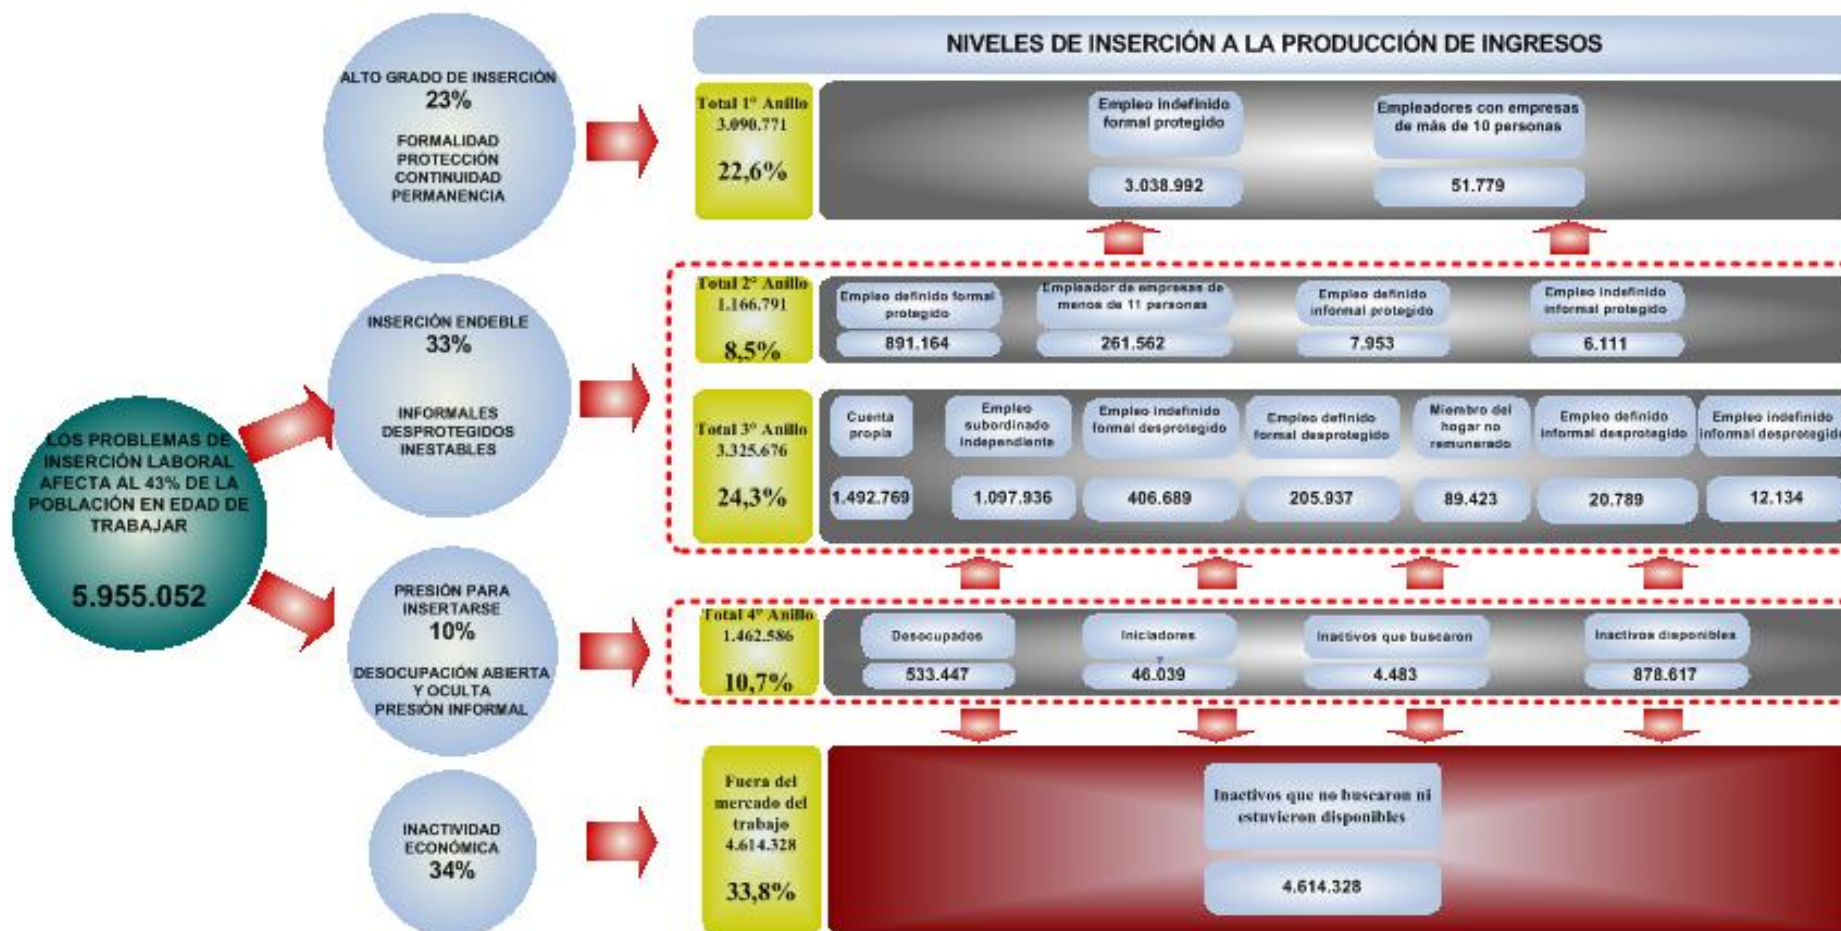 NIVELES DE INSERCIÓN A LA PRODUCCIÓN DE INGRESOS
LOS PROBLEMAS DE
INSERCIÓN LABORAL
AFECTA AL 43% DE LA
POBLACIÓN EN EDAD DE
TRABAJAR
5.955.052
ALTO GRADO DE INSERCIÓN
23%
FORMALIDAD
PROTECCIÓN
CONTINUIDAD
PERMANENCIA
Total 1° Anillo
3.090.771
22,6%
Empleo indefinido
formal protegido
3.038.992
Empleadores con empresas
de más de 10 personas
51.779
INSERCIÓN ENDEBLE
33%
INFORMALES
DESPROTEGIDOS
INESTABLES
Total 2° Anillo
1.166.791
8,5%
Empleo definido formal
protegido
891.164
Empleador de empresas de
menos de 11 personas
261.562
Empleo definido
informal protegido
7.953
Empleo indefinido
informal protegido
6.111
Total 3° Anillo
3.325.676
24,3%
Cuenta
propia
1.492.769
Empleo
subordinado
independiente
1.097.936
Empleo indefinido
formal desprotegido
406.689
Empleo definido
formal desprotegido
205.937
Miembro del
hogar no
remunerado
89.423
Empleo definido
informal desprotegido
20.789
Empleo indefinido
informal desprotegido
12.134
PRESIÓN PARA
INSERTARSE
10%
DESOCUPACIÓN ABIERTA
Y OCULTA
PRESIÓN INFORMAL
Total 4° Anillo
1.462.586
10,7%
Desocupados
533.447
Iniciadores
46.039
Inactivos que buscaron
4.483
Inactivos disponibles
878.617
INACTIVIDAD
ECONÓMICA
34%
Fuera del
mercado del
trabajo
4.614.328
33,8%
Inactivos que no buscaron ni
estuvieron disponibles
4.614.328